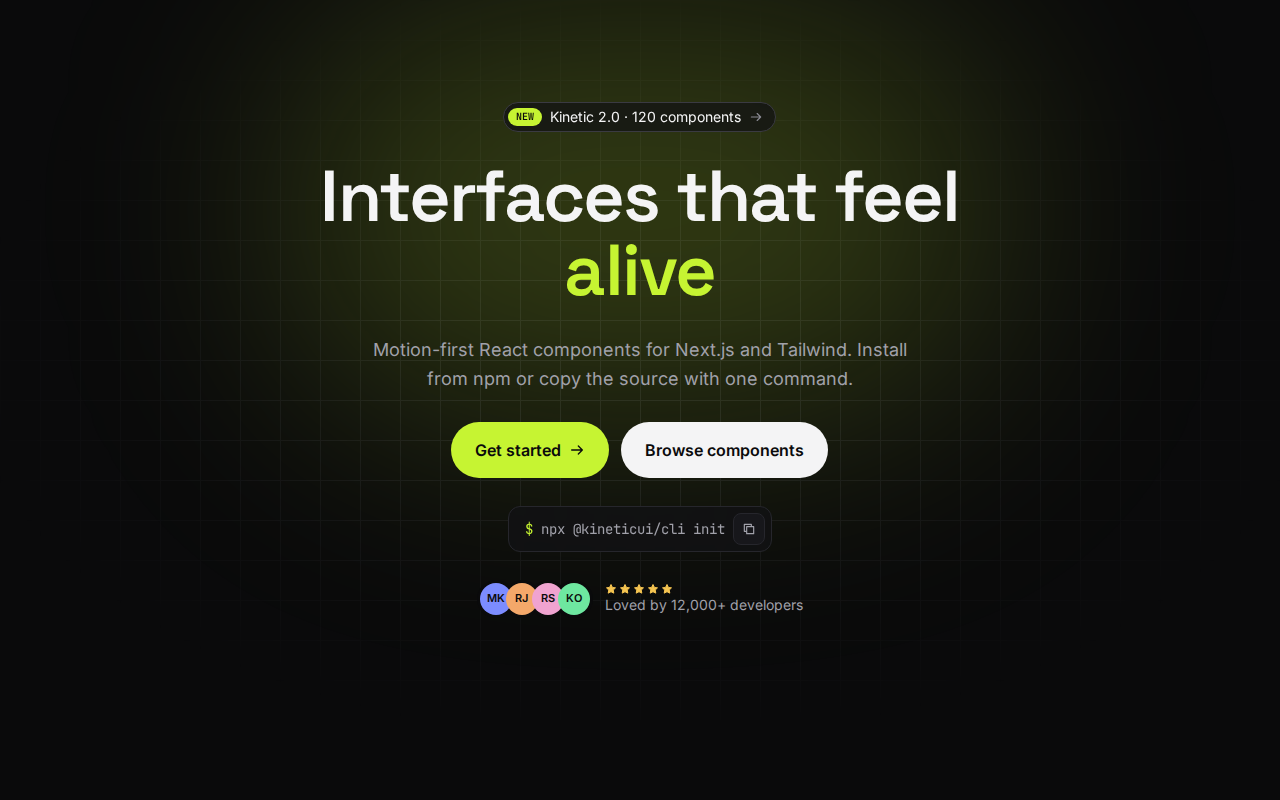 NEW Kinetic 2.0 · 120 components →
Interfaces that feel
alive
Motion-first React components for Next.js and Tailwind. Install
from npm or copy the source with one command.
Get started → Browse components
$ npx @kineticui/cli init
MK RJ RS KO ★★★★★
Loved by 12,000+ developers